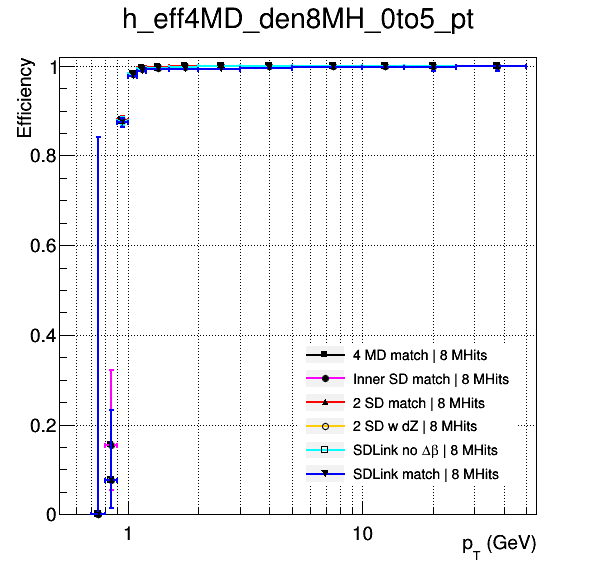 h_eff4MD_den8MH_0to5_pt
Efficiency
1
0.8
0.6
0.4
0.2
0
4 MD match | 8 MHits
Inner SD match | 8 MHits
2 SD match | 8 MHits
2 SD w dZ | 8 MHits
SDLink no Δβ | 8 MHits
SDLink match | 8 MHits
1
10
p_T (GeV)